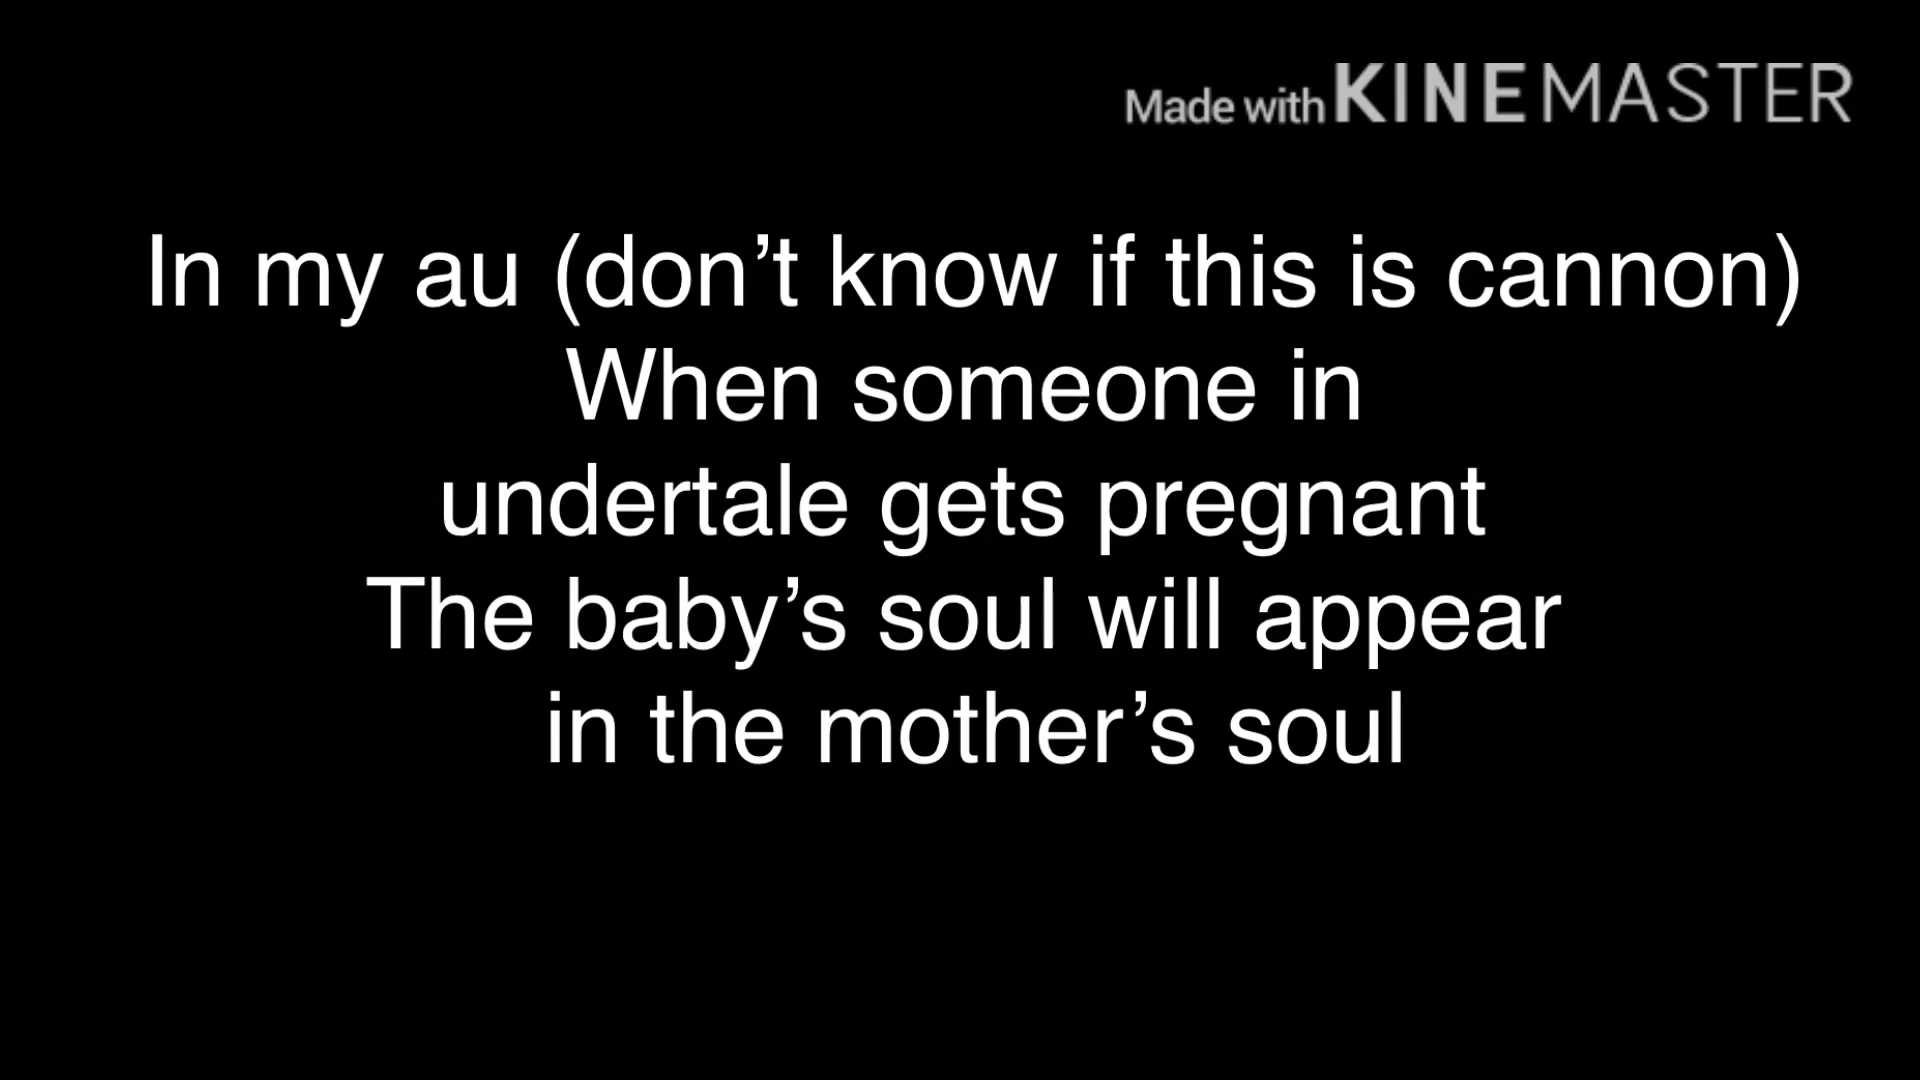 Made with KINEMASTER
In my au (don’t know if this is cannon)
When someone in
undertale gets pregnant
The baby’s soul will appear
in the mother’s soul